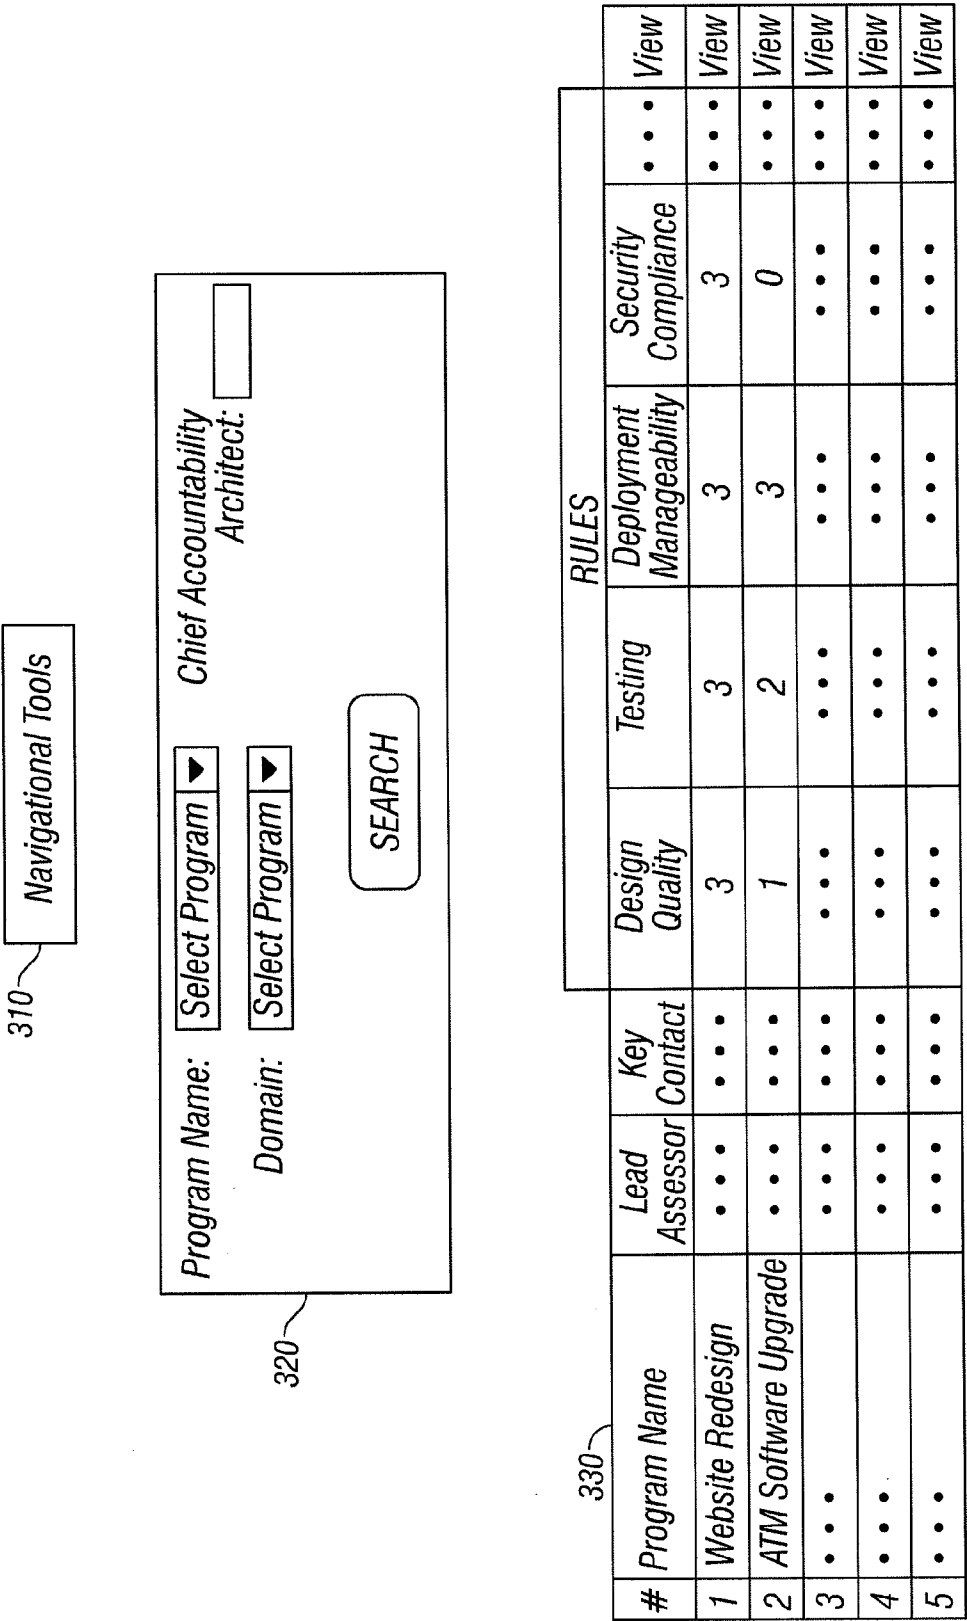 310
Navigational Tools
320
Program Name: Select Program ▼ Chief Accountability
Architect:
Domain: Select Program ▼
SEARCH
330
RULES
# Program Name Lead Assessor Key Contact Design Quality Testing Deployment Manageability Security Compliance • • • View
1 Website Redesign • • • • • • 3 3 3 3 • • • View
2 ATM Software Upgrade • • • • • • 1 2 3 0 • • • View
3 • • • • • • • • • • • • • • • • • • • • • • • • View
4 • • • • • • • • • • • • • • • • • • • • • • • • View
5 • • • • • • • • • • • • • • • • • • • • • • • • View